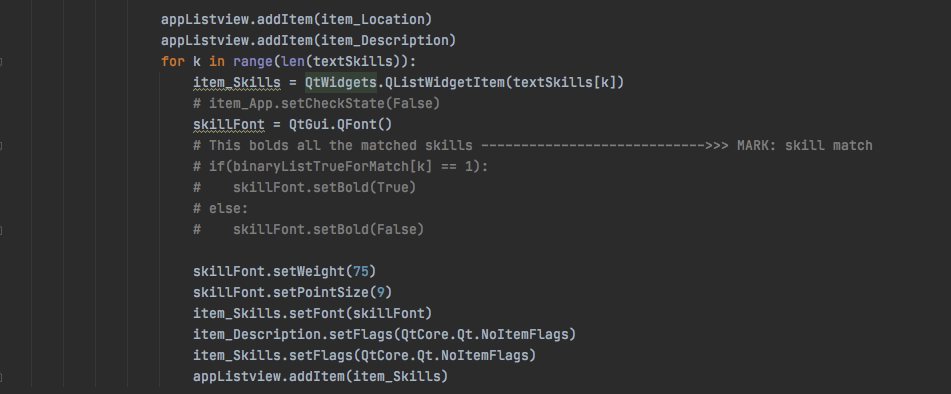 appListview.addItem(item_Location)
appListview.addItem(item_Description)
for k in range(len(textSkills)):
    item_Skills = QtWidgets.QListWidgetItem(textSkills[k])
    # item_App.setCheckState(False)
    skillFont = QtGui.QFont()
    # This bolds all the matched skills ---------------------------->>> MARK: skill match
    # if(binaryListTrueForMatch[k] == 1):
    #    skillFont.setBold(True)
    # else:
    #    skillFont.setBold(False)

    skillFont.setWeight(75)
    skillFont.setPointSize(9)
    item_Skills.setFont(skillFont)
    item_Description.setFlags(QtCore.Qt.NoItemFlags)
    item_Skills.setFlags(QtCore.Qt.NoItemFlags)
    appListview.addItem(item_Skills)